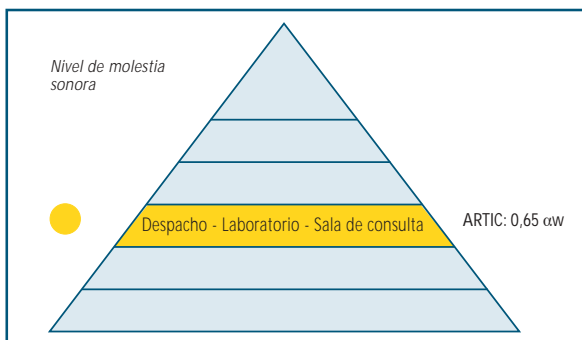 Nivel de molestia
sonora
Despacho - Laboratorio - Sala de consulta
ARTIC: 0,65 αw